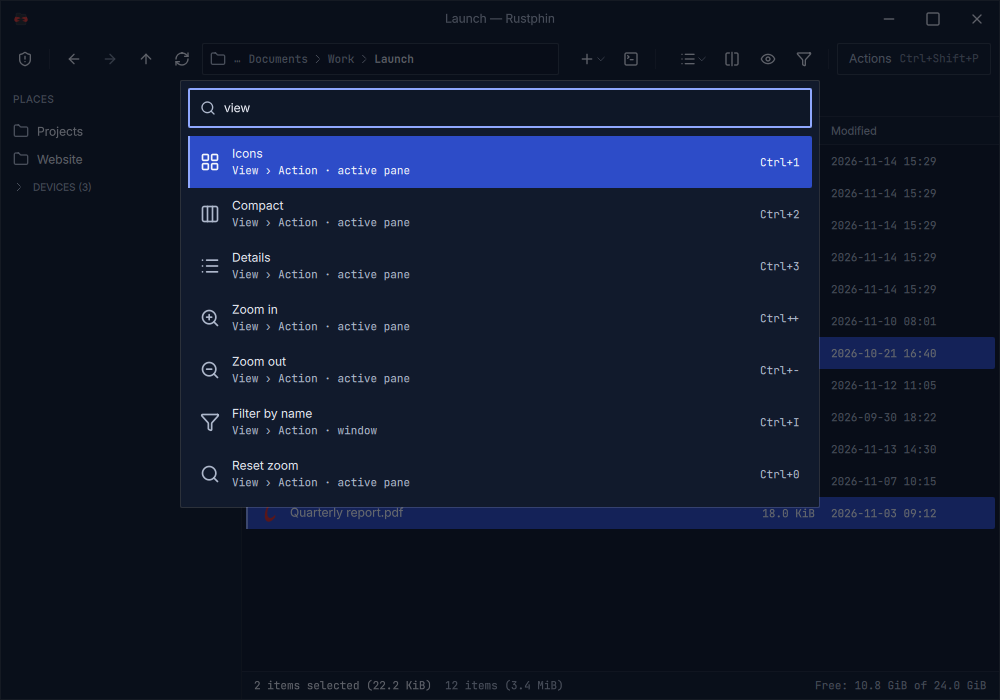 Launch — Rustphin
… Documents > Work > Launch
Actions Ctrl+Shift+P
PLACES
Projects
Website
> DEVICES (3)
view
Icons
View › Action · active pane
Ctrl+1
Compact
View › Action · active pane
Ctrl+2
Details
View › Action · active pane
Ctrl+3
Zoom in
View › Action · active pane
Ctrl++
Zoom out
View › Action · active pane
Ctrl+-
Filter by name
View › Action · window
Ctrl+I
Reset zoom
View › Action · active pane
Ctrl+0
Modified
2026-11-14 15:29
2026-11-14 15:29
2026-11-14 15:29
2026-11-14 15:29
2026-11-14 15:29
2026-11-10 08:01
2026-10-21 16:40
2026-11-12 11:05
2026-09-30 18:22
2026-11-13 14:30
2026-11-07 10:15
Quarterly report.pdf 18.0 KiB 2026-11-03 09:12
2 items selected (22.2 KiB) 12 items (3.4 MiB)
Free: 10.8 GiB of 24.0 GiB